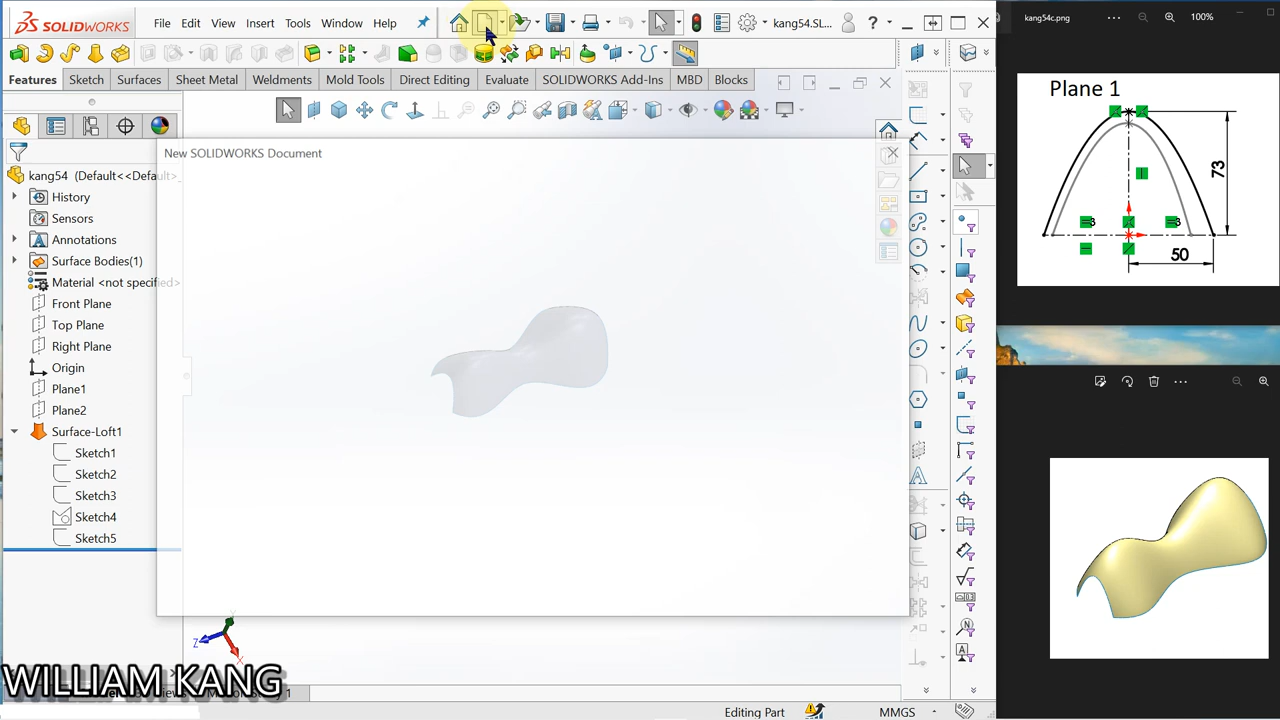 SOLIDWORKS
File Edit View Insert Tools Window Help
kang54.SL...
?
kang54c.png
100%
Features Sketch Surfaces Sheet Metal Weldments Mold Tools Direct Editing Evaluate SOLIDWORKS Add-Ins MBD Blocks
New SOLIDWORKS Document
kang54 (Default<<Default>_
History
Sensors
Annotations
Surface Bodies(1)
Material <not specified>
Front Plane
Top Plane
Right Plane
Origin
Plane1
Plane2
Surface-Loft1
Sketch1
Sketch2
Sketch3
Sketch4
Sketch5
Plane 1
73
3
3
50
Y
Z
X
WILLIAM KANG
Editing Part
MMGS